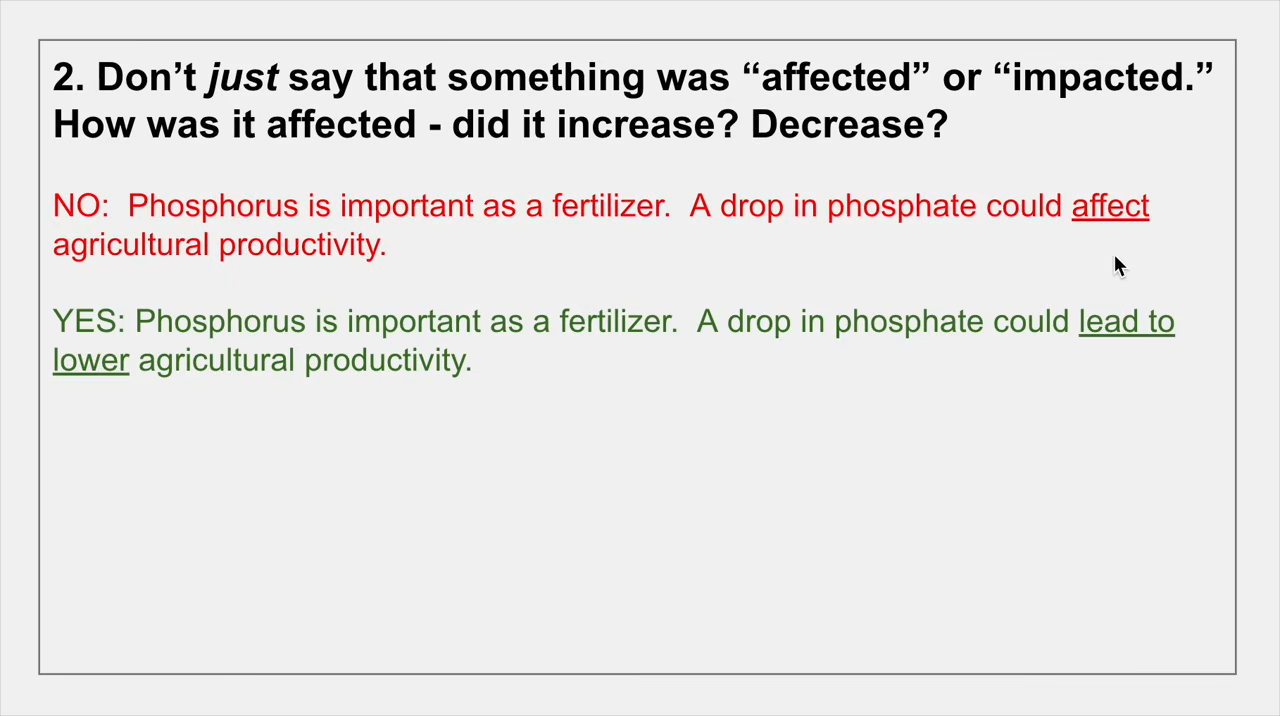 2. Don’t just say that something was “affected” or “impacted.”
How was it affected - did it increase? Decrease?
NO:  Phosphorus is important as a fertilizer.  A drop in phosphate could affect
agricultural productivity.
YES: Phosphorus is important as a fertilizer.  A drop in phosphate could lead to
lower agricultural productivity.